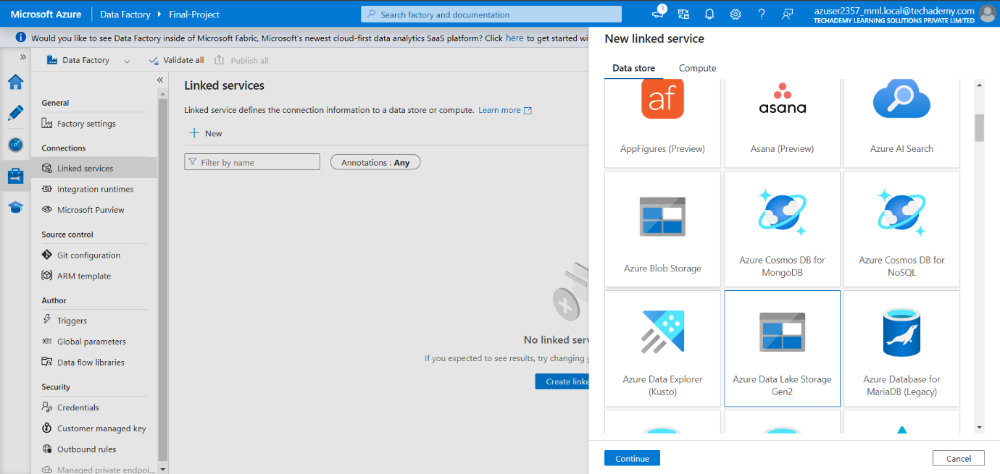 Microsoft Azure
Data Factory
Final-Project
Search factory and documentation
1
azuser2357_mml.local@techademy.com
TECHADEMY LEARNING SOLUTIONS PRIVATE LIMITED
Would you like to see Data Factory inside of Microsoft Fabric, Microsoft's newest cloud-first data analytics SaaS platform? Click here to get started wi
Data Factory
Validate all
Publish all
General
Factory settings
Connections
Linked services
Integration runtimes
Microsoft Purview
Source control
Git configuration
ARM template
Author
Triggers
Global parameters
Data flow libraries
Security
Credentials
Customer managed key
Outbound rules
Managed private endpoi...
Linked services
Linked service defines the connection information to a data store or compute. Learn more
New
Filter by name
Annotations : Any
No linked serv
If you expected to see results, try changing y
Create linke
New linked service
Data store
Compute
af
asana
AppFigures (Preview)
Asana (Preview)
Azure AI Search
Azure Blob Storage
Azure Cosmos DB for
MongoDB
Azure Cosmos DB for
NoSQL
Azure Data Explorer
(Kusto)
Azure Data Lake Storage
Gen2
Azure Database for
MariaDB (Legacy)
Continue
Cancel